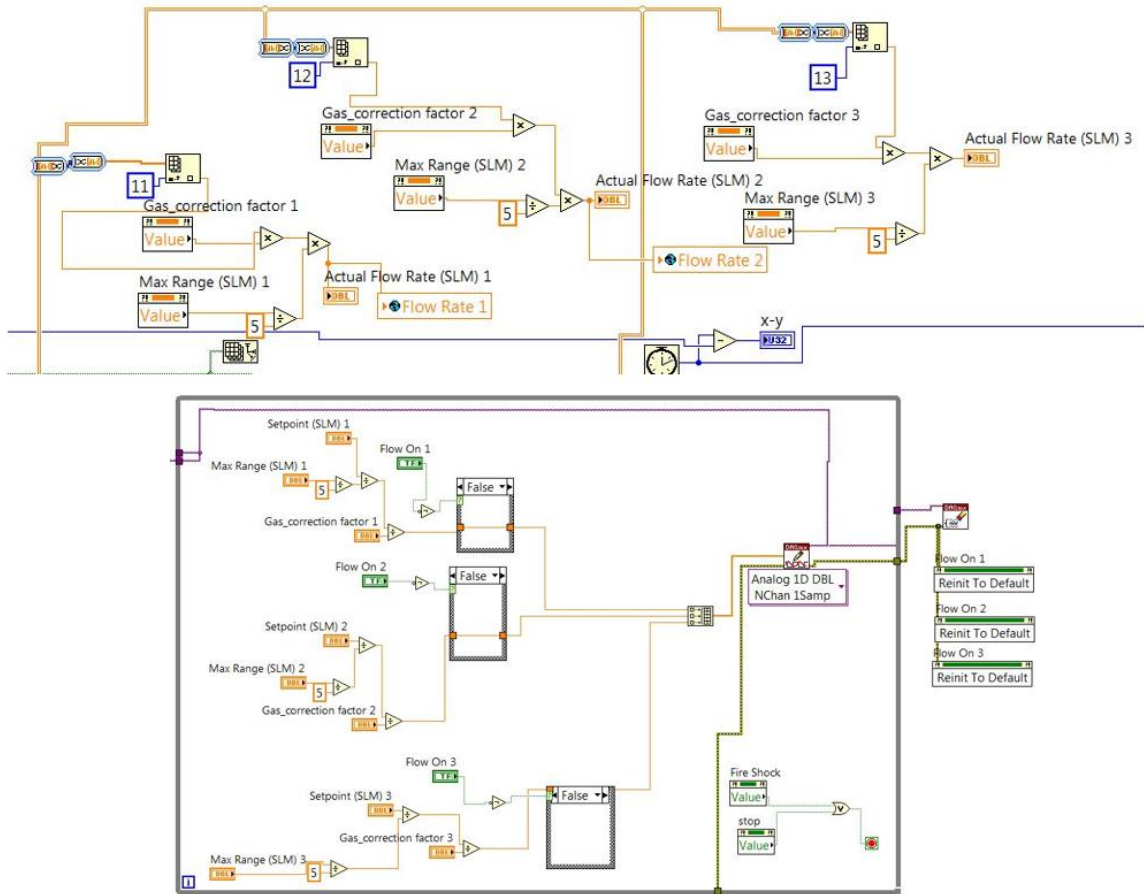 12
13
Gas_correction factor 2
Value
Gas_correction factor 3
Value
Actual Flow Rate (SLM) 3
DBL
11
Max Range (SLM) 2
Value
5
Actual Flow Rate (SLM) 2
DBL
Max Range (SLM) 3
Value
5
Gas_correction factor 1
Value
Flow Rate 2
Max Range (SLM) 1
Value
5
Actual Flow Rate (SLM) 1
DBL
Flow Rate 1
x-y
U32
Setpoint (SLM) 1
DBL
Flow On 1
TF
Max Range (SLM) 1
DBL
5
False
Gas_correction factor 1
DBL
DAQmx
Flow On 2
TF
False
DAQmx
Analog 1D DBL
NChan 1Samp
Flow On 1
Reinit To Default
Flow On 2
Reinit To Default
Flow On 3
Reinit To Default
Setpoint (SLM) 2
DBL
Max Range (SLM) 2
DBL
5
Gas_correction factor 2
DBL
Flow On 3
TF
Fire Shock
Value
stop
Value
Setpoint (SLM) 3
DBL
False
Gas_correction factor 3
DBL
Max Range (SLM) 3
DBL
5
i